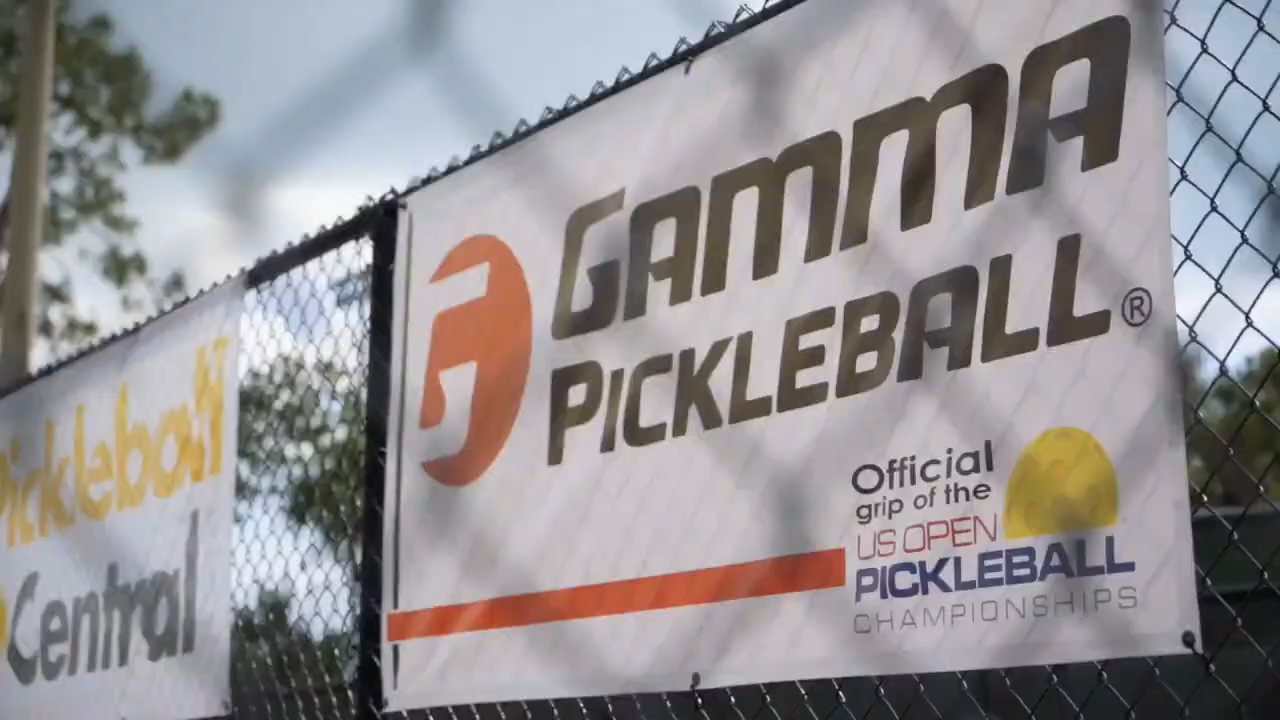 Pickleball
Central
GAMMA
PICKLEBALL®
Official
grip of the
US OPEN
PICKLEBALL
CHAMPIONSHIPS